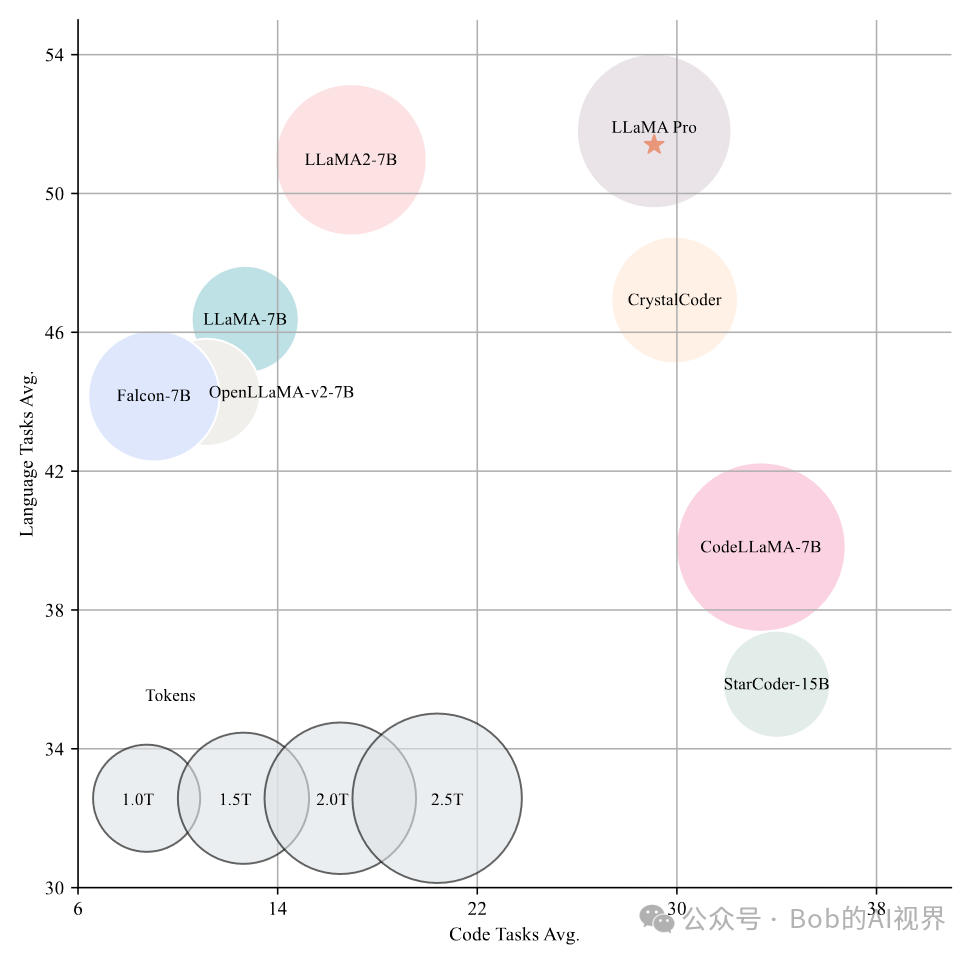 54
LLaMA Pro
LLaMA2-7B
50
CrystalCoder
LLaMA-7B
46
Falcon-7B
OpenLLaMA-v2-7B
Language Tasks Avg.
42
CodeLLaMA-7B
38
StarCoder-15B
Tokens
34
1.0T
1.5T
2.0T
2.5T
30
6
14
22
30
38
Code Tasks Avg.
公众号 · Bob的AI视界